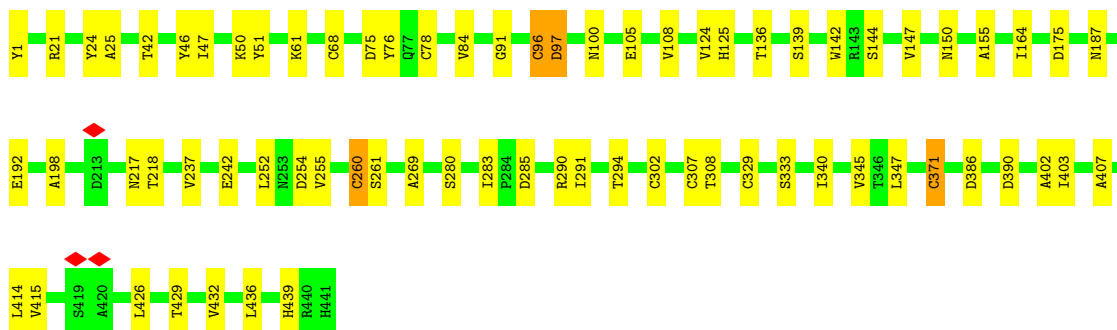 Y1 R21 Y24 A25 T42 Y46 I47 K50 Y51 K61 C68 D75 Y76 Q77 C78 V84 G91 C96 D97 N100 E105 V108 V124 H125 T136 S139 W142 R143 S144 V147 N150 A155 I164 D175 N187
E192 A198 D213 N217 T218 V237 E242 L252 N253 D254 V255 C260 S261 A269 S280 I283 P284 D285 R290 I291 T294 C302 C307 T308 C329 S333 I340 V345 T346 L347 C371 D386 D390 A402 I403 A407
L414 V415 S419 A420 L426 T429 V432 L436 H439 R440 H441